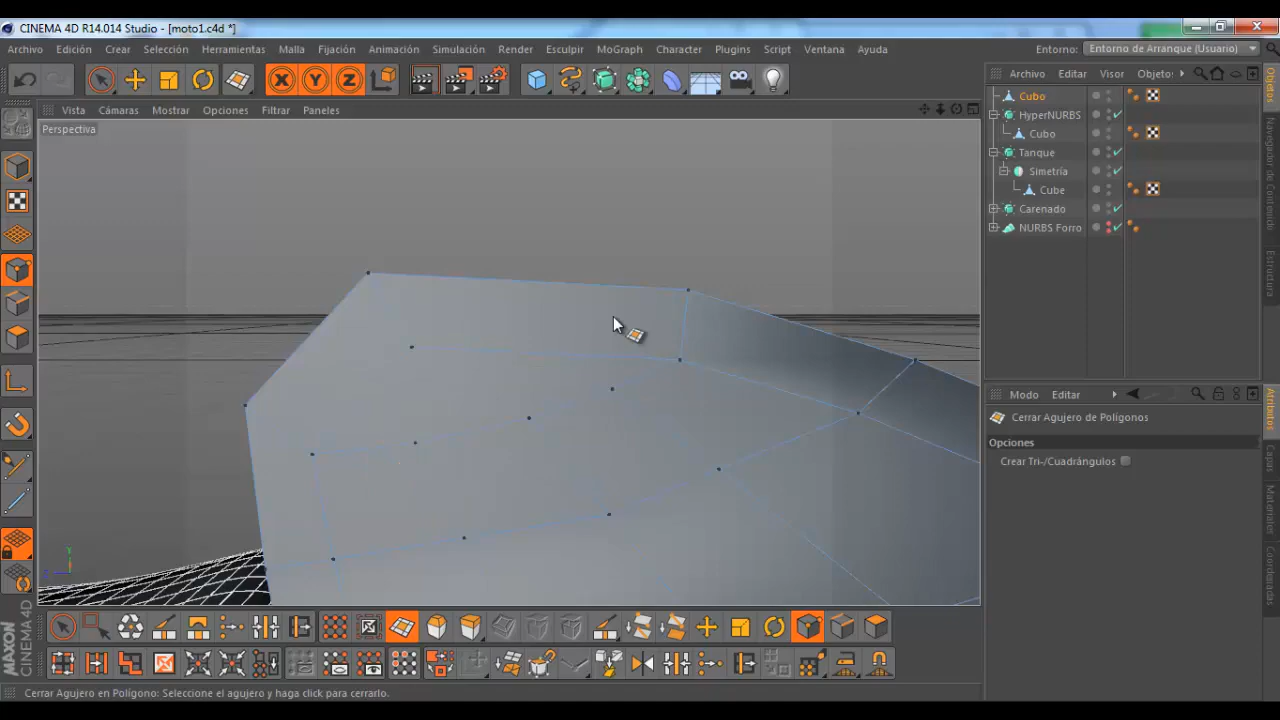 CINEMA 4D R14.014 Studio - [moto1.c4d *]
Archivo Edición Crear Selección Herramientas Malla Fijación Animación Simulación Render Esculpir MoGraph Character Plugins Script Ventana Ayuda Entorno: Entorno de Arranque (Usuario)
X Y Z
Archivo Editar Visor Objetos
Vista Cámaras Mostrar Opciones Filtrar Paneles
Perspectiva
Cubo
HyperNURBS
Cubo
Tanque
Simetría
Cube
Carenado
NURBS Forro
Objetos
Navegador de Contenido
Estructura
Modo Editar
Cerrar Agujero de Polígonos
Opciones
Crear Tri-/Cuadrángulos
Atributos
Capas
Materiales
Coordenadas
Y
MAXON
CINEMA 4D
Cerrar Agujero en Polígono: Seleccione el agujero y haga click para cerrarlo.